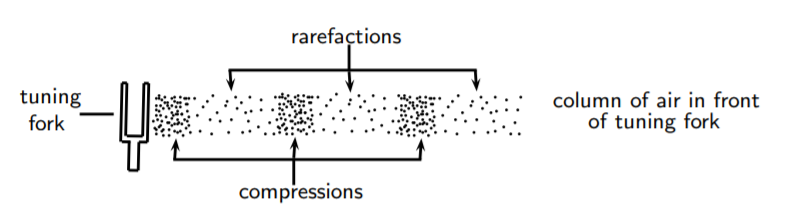 rarefactions
tuning
fork
column of air in front
of tuning fork
compressions